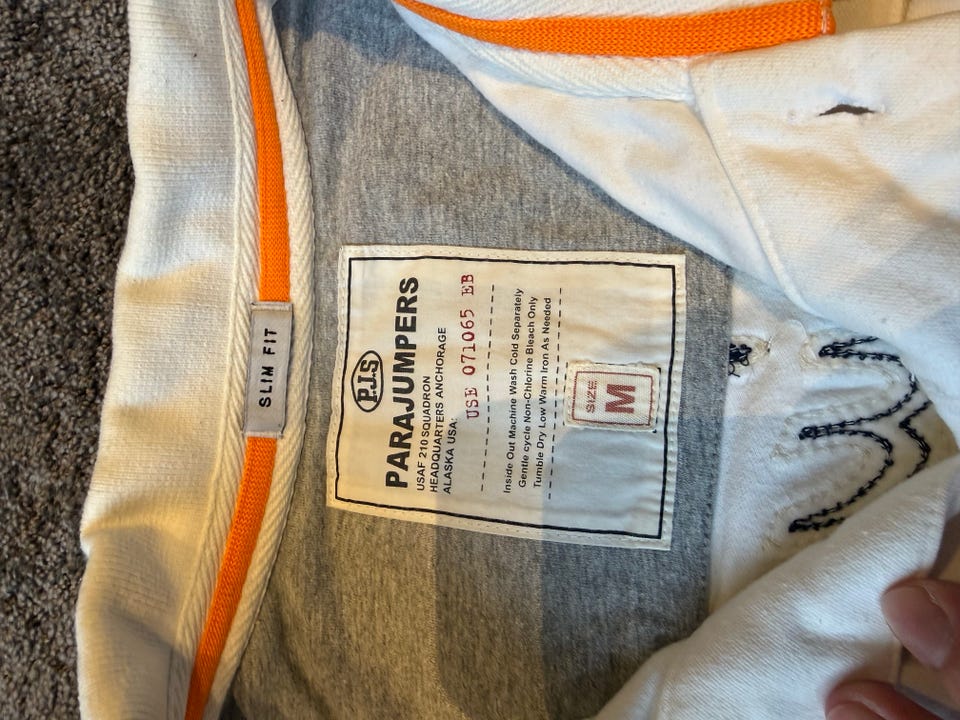 SLIM FIT
P.J.S
PARAJUMPERS
USAF 210 SQUADRON
HEADQUARTERS ANCHORAGE
ALASKA USA.
USE 071065 EB
Inside Out Machine Wash Cold Separately
Gentle cycle Non-Chlorine Bleach Only
Tumble Dry Low Warm Iron As Needed
SIZE
M